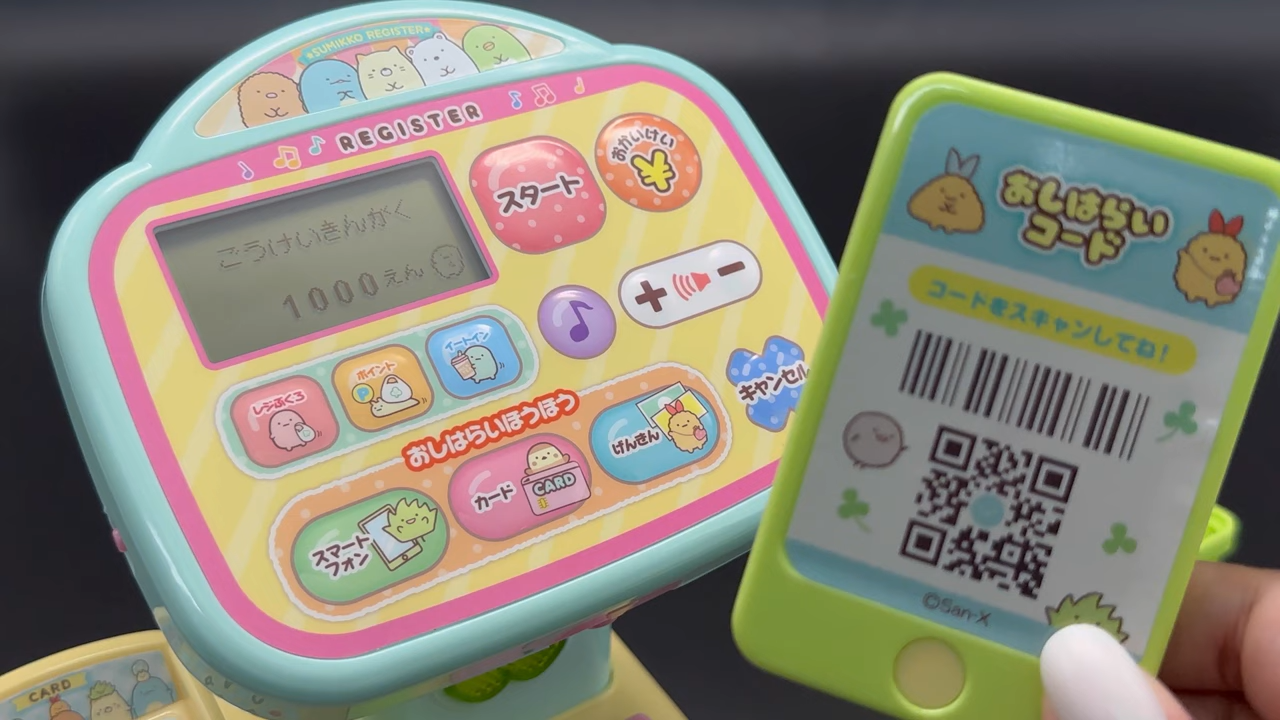 SUMIKKO REGISTER
REGISTER
ごうけいきんがく
1000えん
スタート
おかいけい
¥
+ -
レジぶくろ
ポイント
P
イートイン
キャンセル
おしはらいほうほう
スマート
フォン
カード
CARD
げんきん
CARD
おしはらい
コード
コードをスキャンしてね!
©San-X